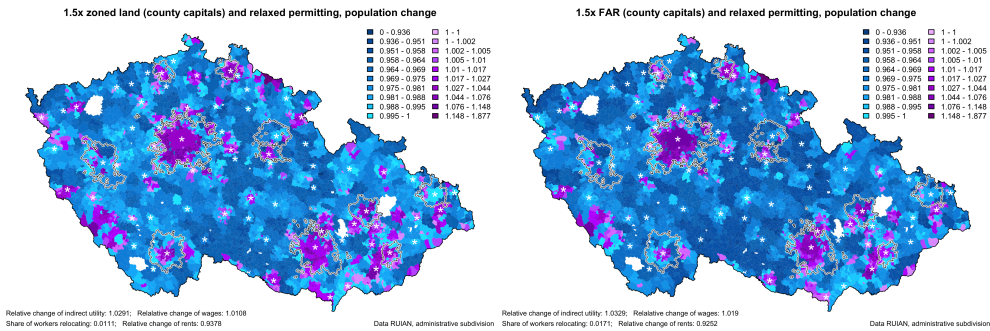 1.5x zoned land (county capitals) and relaxed permitting, population change
0 - 0.936 1 - 1
0.936 - 0.951 1 - 1.002
0.951 - 0.958 1.002 - 1.005
0.958 - 0.964 1.005 - 1.01
0.964 - 0.969 1.01 - 1.017
0.969 - 0.975 1.017 - 1.027
0.975 - 0.981 1.027 - 1.044
0.981 - 0.988 1.044 - 1.076
0.988 - 0.995 1.076 - 1.148
0.995 - 1 1.148 - 1.877
Relative change of indirect utility: 1.0291; Relalative change of wages: 1.0108
Share of workers relocating: 0.0111; Relative change of rents: 0.9378
Data RUIAN, administrative subdivision
1.5x FAR (county capitals) and relaxed permitting, population change
0 - 0.936 1 - 1
0.936 - 0.951 1 - 1.002
0.951 - 0.958 1.002 - 1.005
0.958 - 0.964 1.005 - 1.01
0.964 - 0.969 1.01 - 1.017
0.969 - 0.975 1.017 - 1.027
0.975 - 0.981 1.027 - 1.044
0.981 - 0.988 1.044 - 1.076
0.988 - 0.995 1.076 - 1.148
0.995 - 1 1.148 - 1.877
Relative change of indirect utility: 1.0329; Relalative change of wages: 1.019
Share of workers relocating: 0.0171; Relative change of rents: 0.9252
Data RUIAN, administrative subdivision